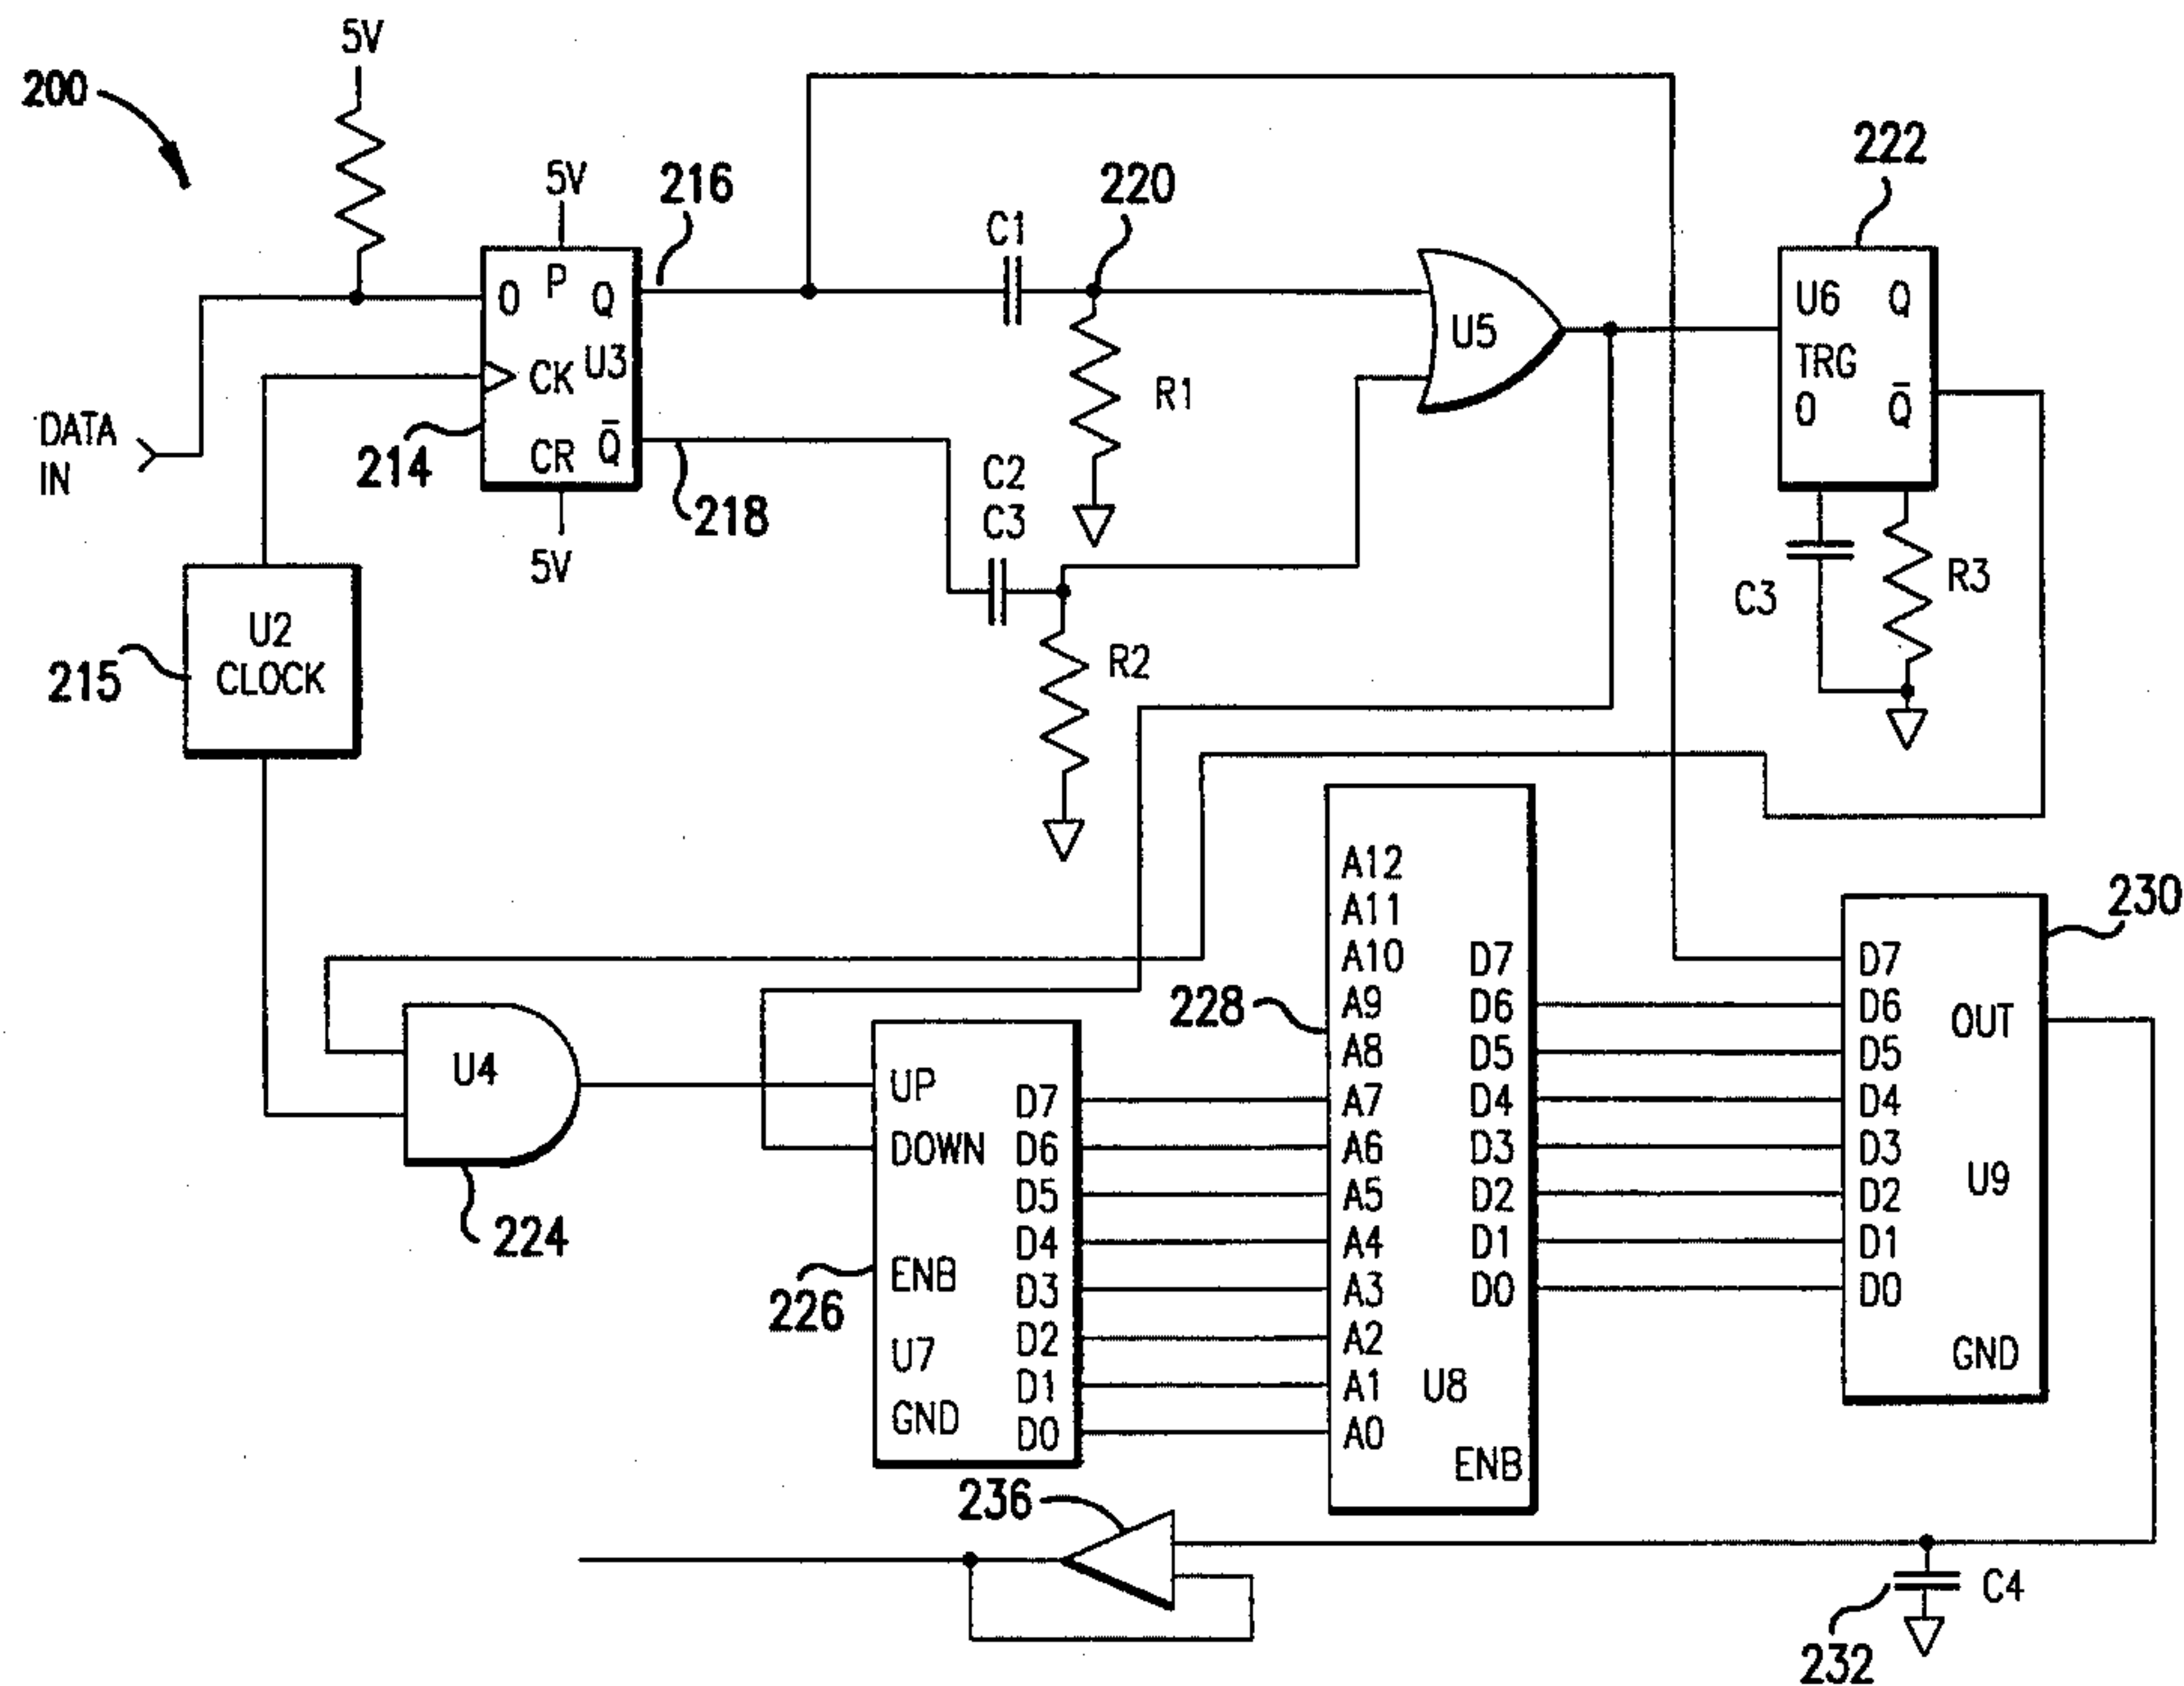 200
5V
DATA
IN
5V
O
P
Q
CK
U3
CR
Q̄
5V
214
216
218
U2
CLOCK
215
C1
220
R1
C2
C3
R2
U5
222
U6
Q
TRG
O
Q̄
C3
R3
U4
224
UP
DOWN
ENB
U7
GND
D7
D6
D5
D4
D3
D2
D1
D0
226
228
A12
A11
A10
A9
A8
A7
A6
A5
A4
A3
A2
A1
A0
D7
D6
D5
D4
D3
D2
D1
D0
U8
ENB
230
D7
D6
D5
D4
D3
D2
D1
D0
OUT
U9
GND
236
C4
232